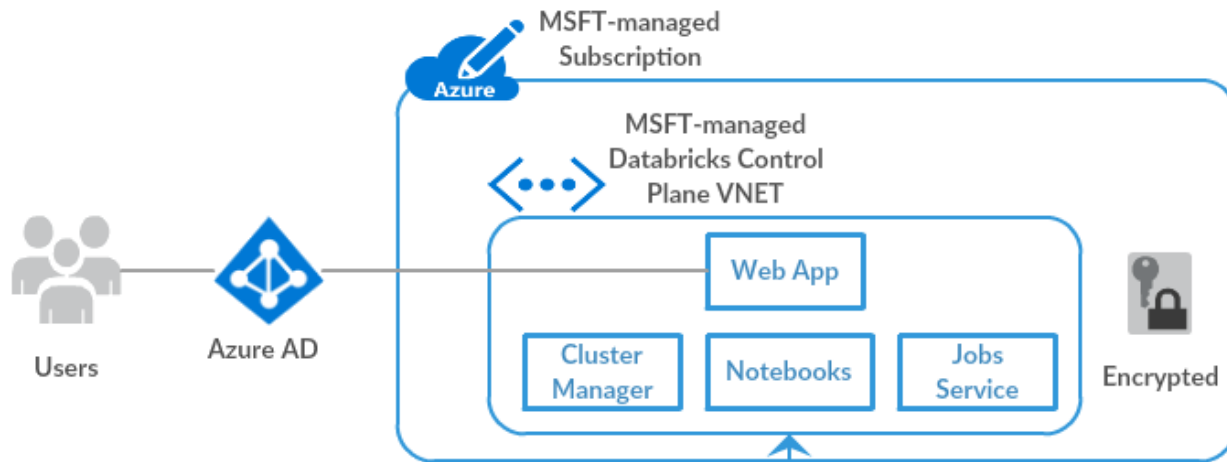 MSFT-managed
Subscription
Azure
MSFT-managed
Databricks Control
Plane VNET
Web App
Users
Azure AD
Cluster
Manager
Notebooks
Jobs
Service
Encrypted